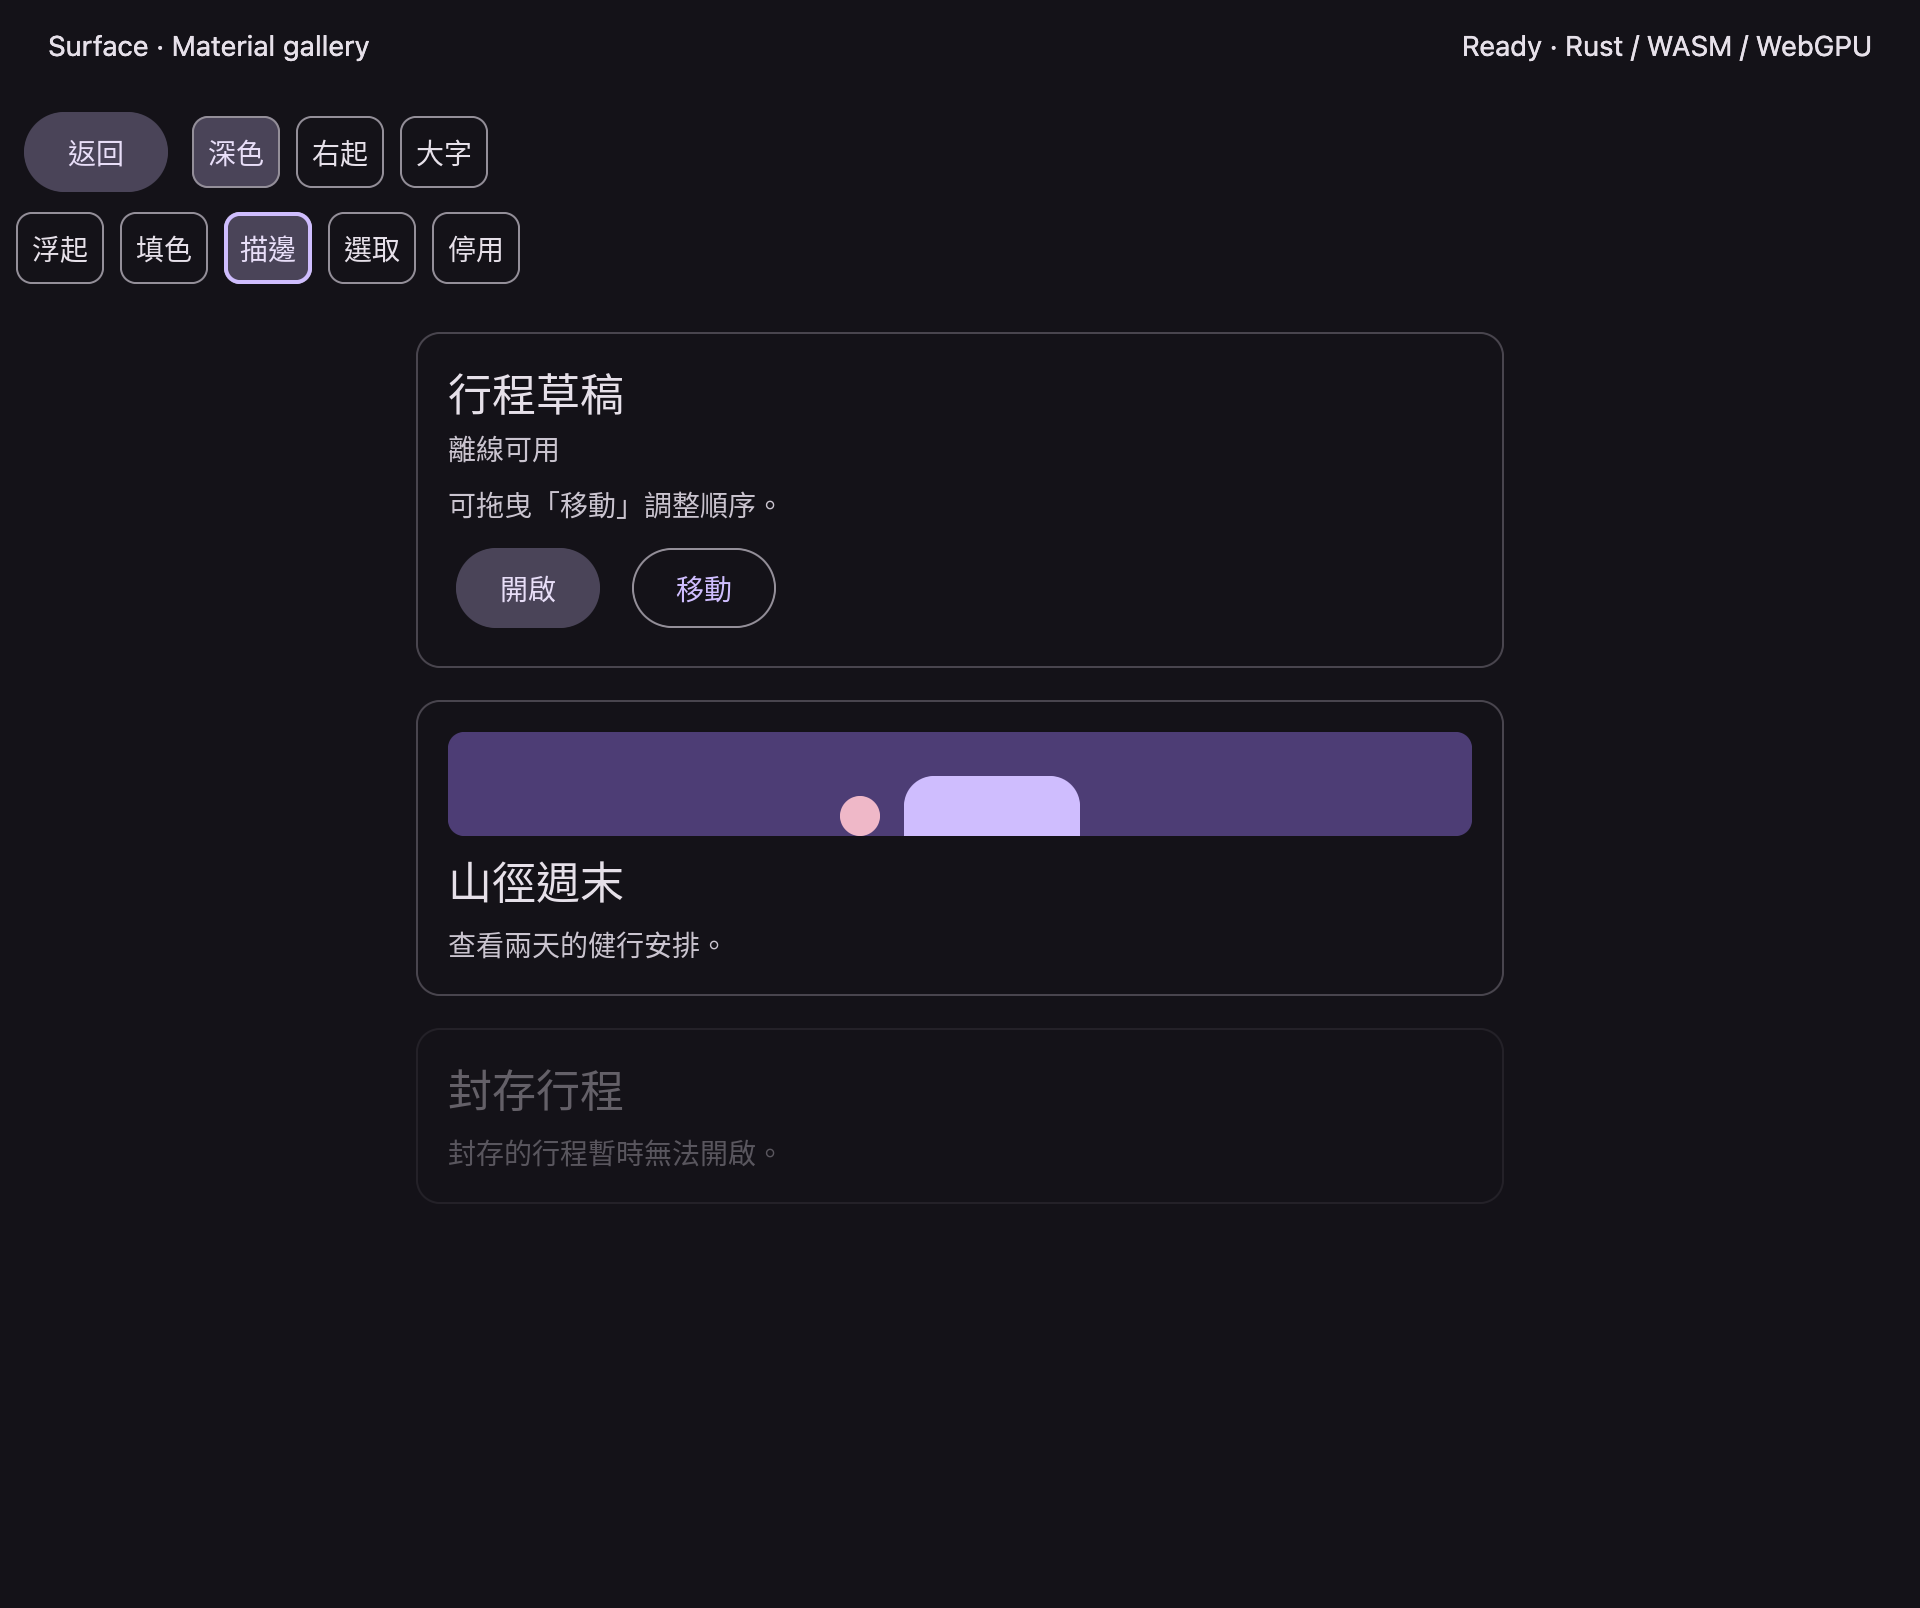 Surface · Material gallery
Ready · Rust / WASM / WebGPU
返回 深色 右起 大字
浮起 填色 描邊 選取 停用
行程草稿
離線可用
可拖曳「移動」調整順序。
開啟 移動
山徑週末
查看兩天的健行安排。
封存行程
封存的行程暫時無法開啟。